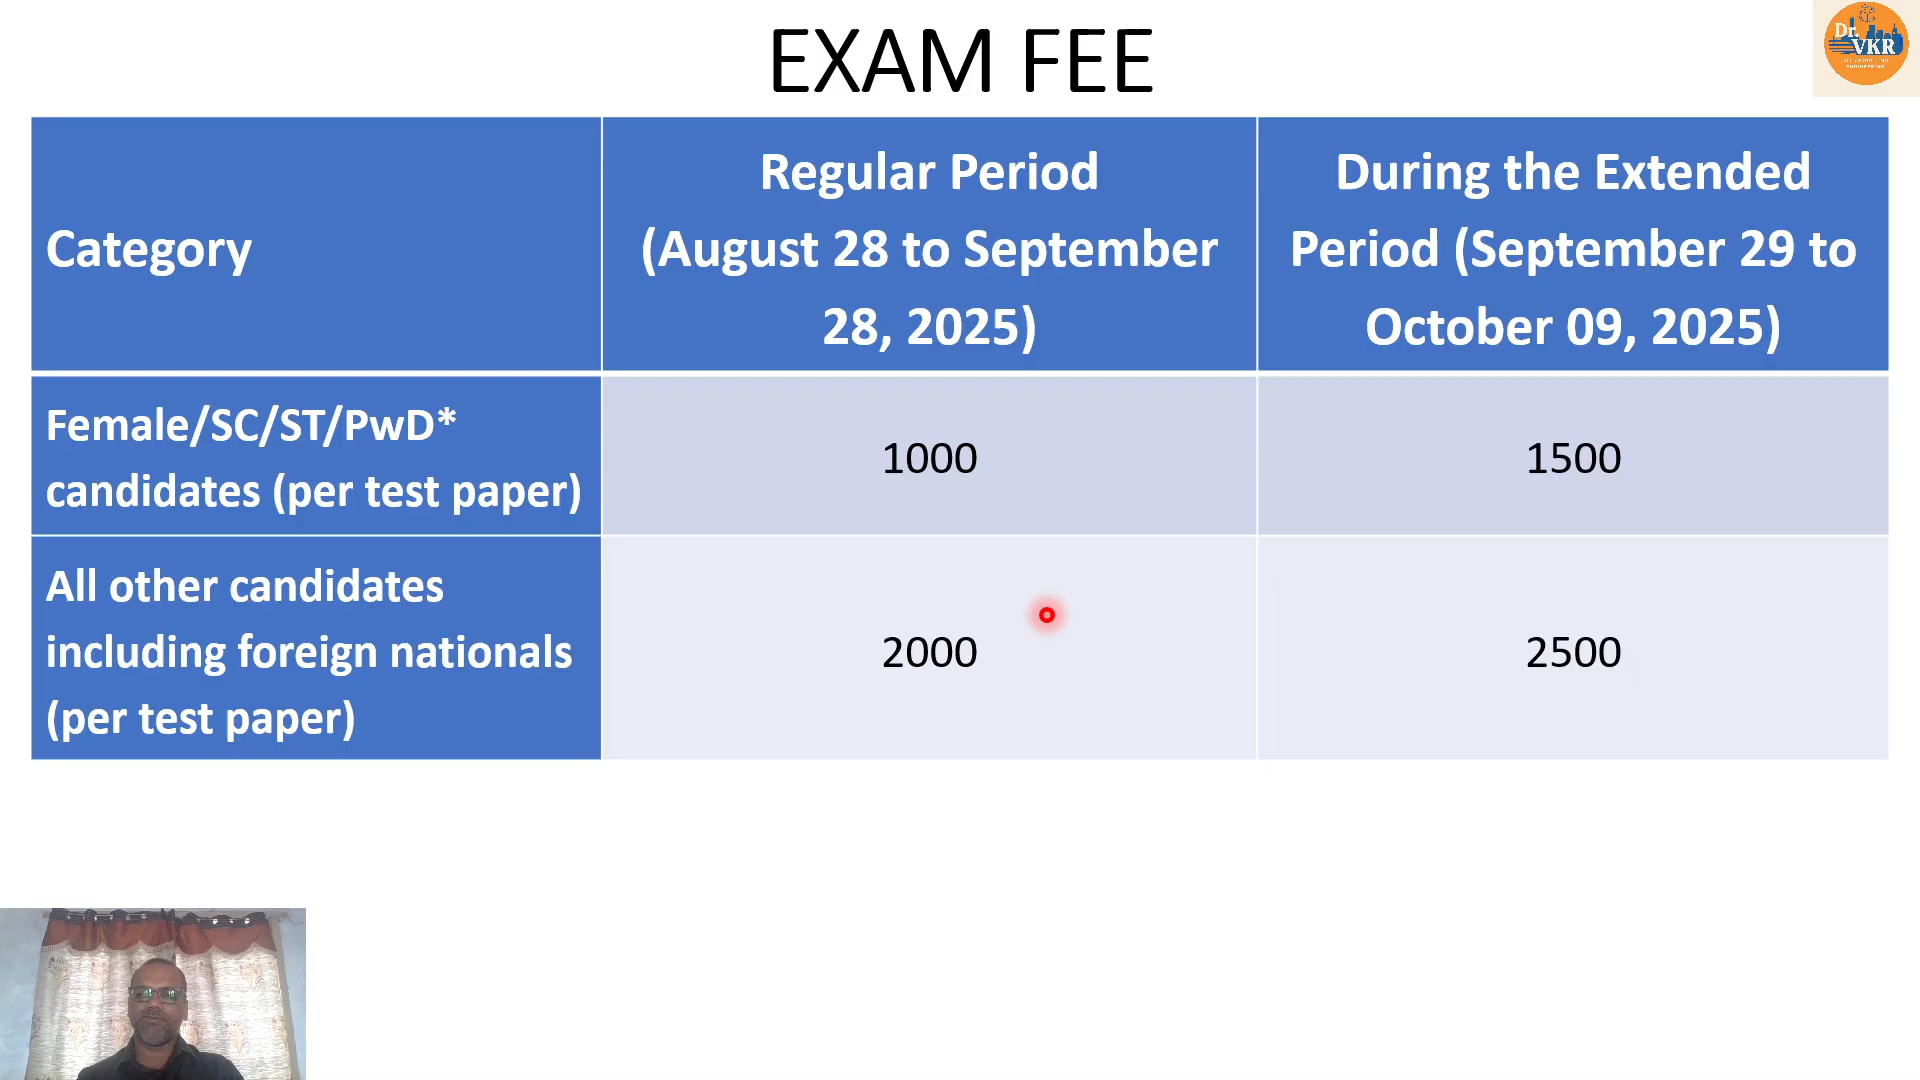 EXAM FEE
Dr.
VKR
Category
Regular Period
(August 28 to September
28, 2025)
During the Extended
Period (September 29 to
October 09, 2025)
Female/SC/ST/PwD*
candidates (per test paper)
1000
1500
All other candidates
including foreign nationals
(per test paper)
2000
2500